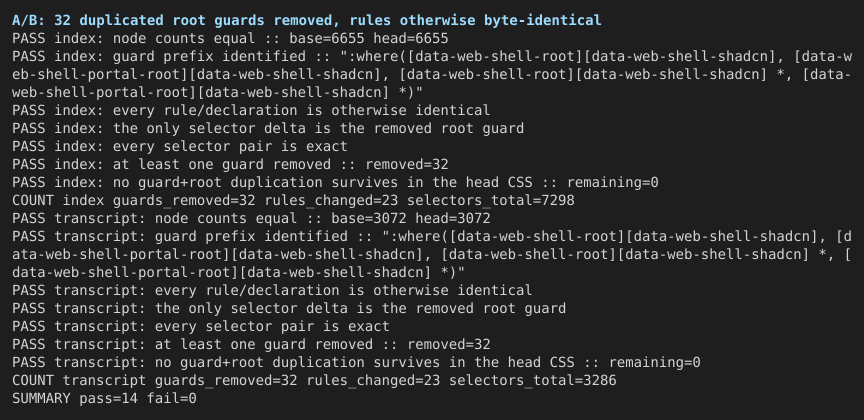 A/B: 32 duplicated root guards removed, rules otherwise byte-identical
PASS index: node counts equal :: base=6655 head=6655
PASS index: guard prefix identified :: ":where([data-web-shell-root][data-web-shell-shadcn], [data-w
eb-shell-portal-root][data-web-shell-shadcn], [data-web-shell-root][data-web-shell-shadcn] *, [data-
web-shell-portal-root][data-web-shell-shadcn] *)"
PASS index: every rule/declaration is otherwise identical
PASS index: the only selector delta is the removed root guard
PASS index: every selector pair is exact
PASS index: at least one guard removed :: removed=32
PASS index: no guard+root duplication survives in the head CSS :: remaining=0
COUNT index guards_removed=32 rules_changed=23 selectors_total=7298
PASS transcript: node counts equal :: base=3072 head=3072
PASS transcript: guard prefix identified :: ":where([data-web-shell-root][data-web-shell-shadcn], [d
ata-web-shell-portal-root][data-web-shell-shadcn], [data-web-shell-root][data-web-shell-shadcn] *, [
data-web-shell-portal-root][data-web-shell-shadcn] *)"
PASS transcript: every rule/declaration is otherwise identical
PASS transcript: the only selector delta is the removed root guard
PASS transcript: every selector pair is exact
PASS transcript: at least one guard removed :: removed=32
PASS transcript: no guard+root duplication survives in the head CSS :: remaining=0
COUNT transcript guards_removed=32 rules_changed=23 selectors_total=3286
SUMMARY pass=14 fail=0